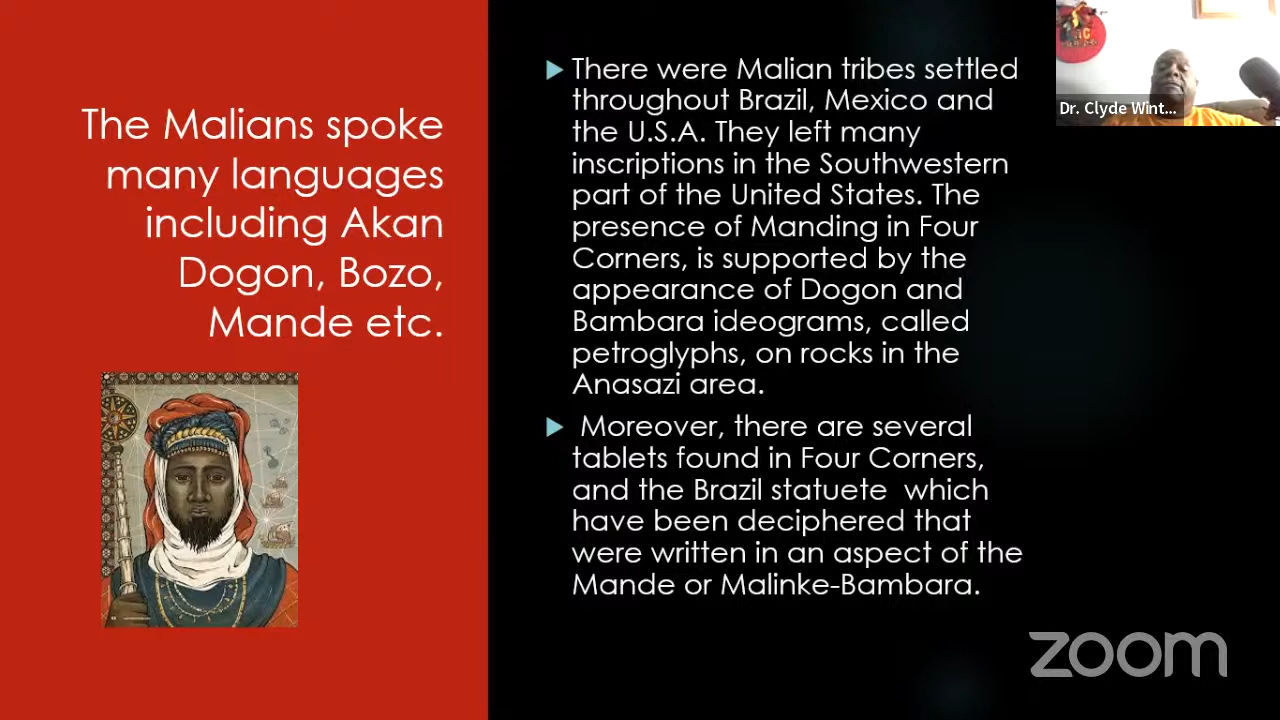 The Malians spoke
many languages
including Akan
Dogon, Bozo,
Mande etc.
There were Malian tribes settled
throughout Brazil, Mexico and
the U.S.A. They left many
inscriptions in the Southwestern
part of the United States. The
presence of Manding in Four
Corners, is supported by the
appearance of Dogon and
Bambara ideograms, called
petroglyphs, on rocks in the
Anasazi area.
Moreover, there are several
tablets found in Four Corners,
and the Brazil statuete which
have been deciphered that
were written in an aspect of the
Mande or Malinke-Bambara.
Dr. Clyde Wint...
zoom